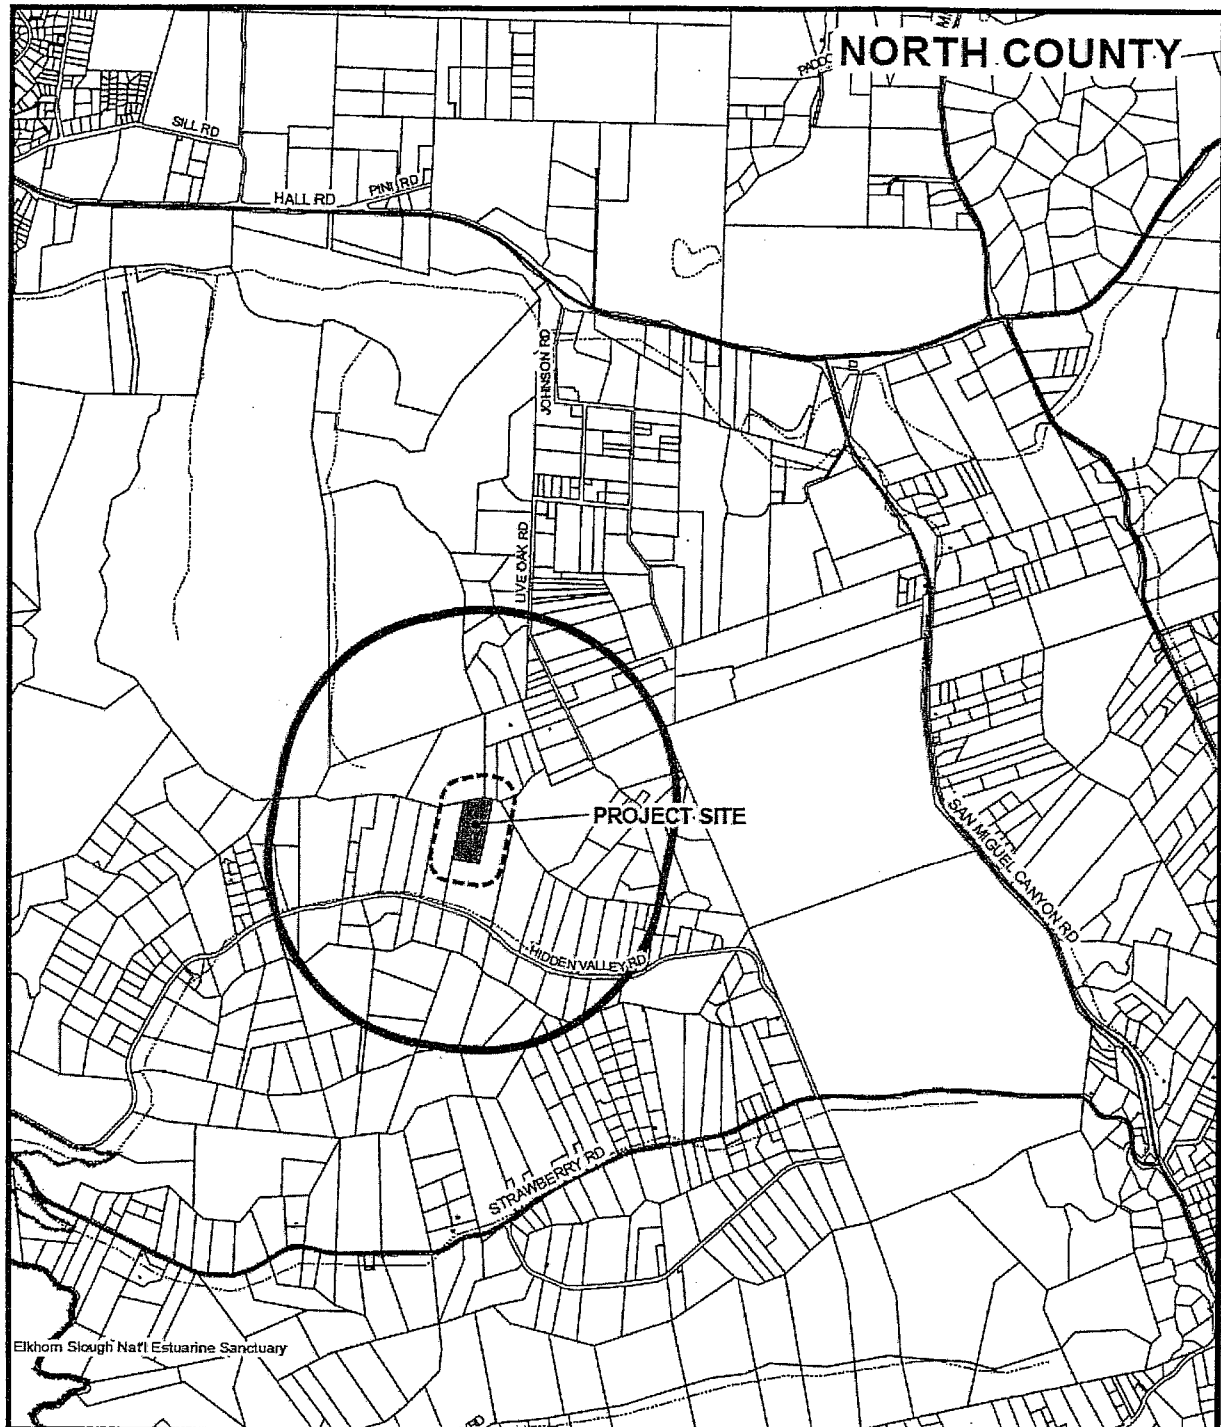 NORTH COUNTY
SILL RD
HALL RD
PINI RD
JOHNSON RD
LIVE OAK RD
PROJECT SITE
SAN MIGUEL CANYON RD
HIDDEN VALLEY RD
STRAWBERRY RD
Elkhorn Slough Nat'l Estuarine Sanctuary
RD